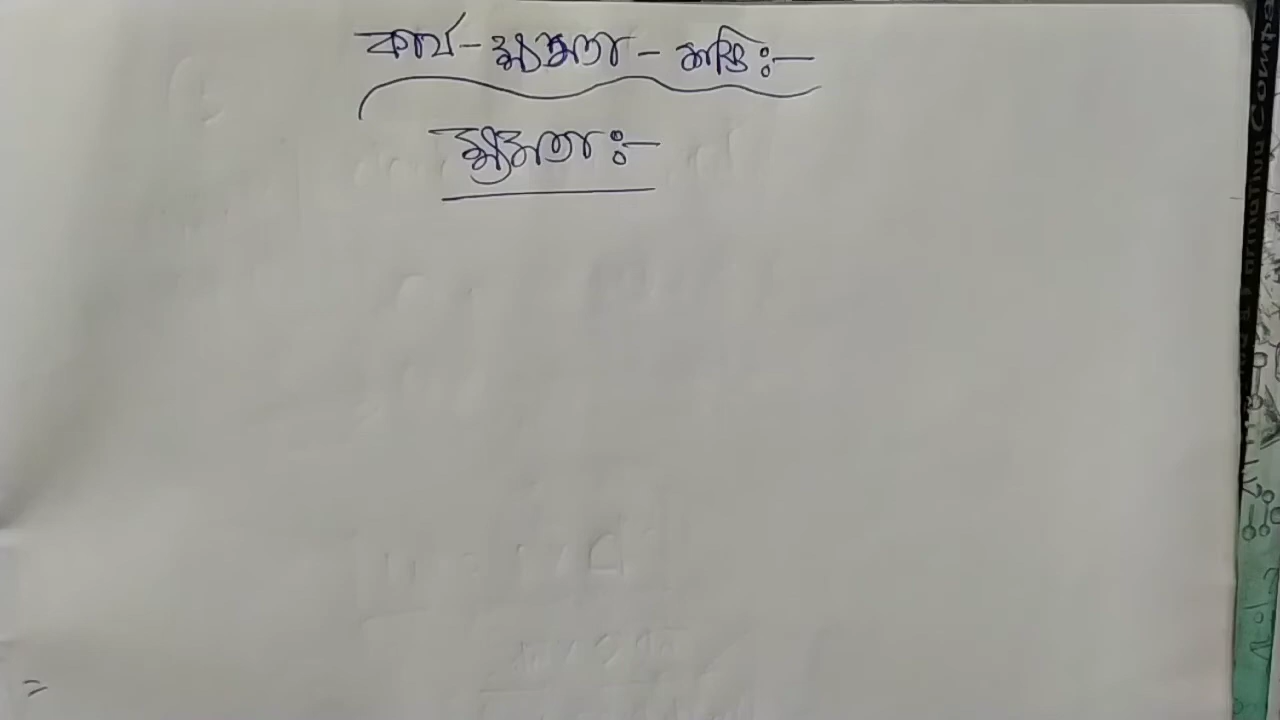 কার্য - ক্ষমতা - শক্তি ঃ—
ক্ষমতা ঃ—